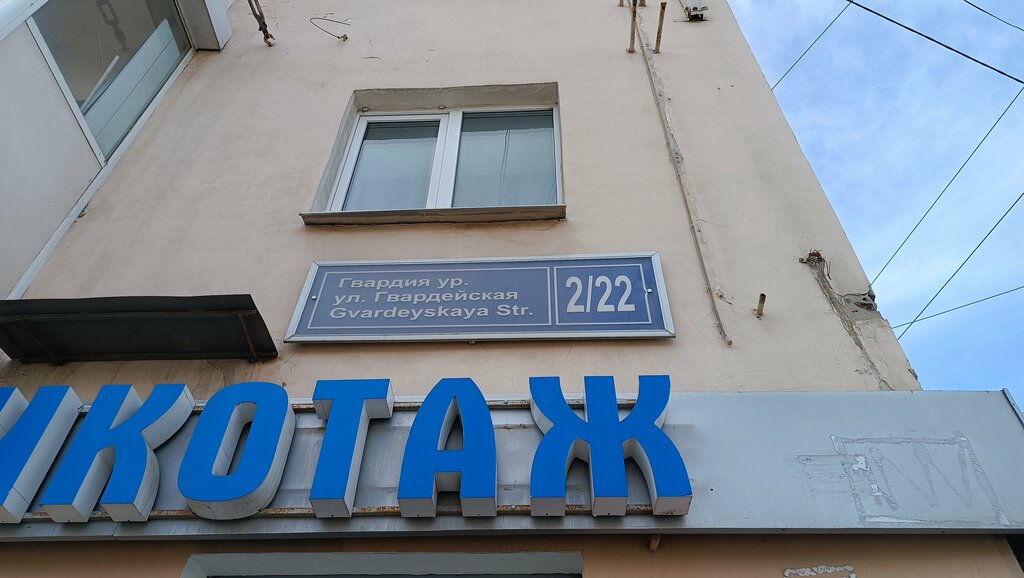 Гвардия ур.
ул. Гвардейская
Gvardeyskaya Str.
2/22
ИКОТАЖ